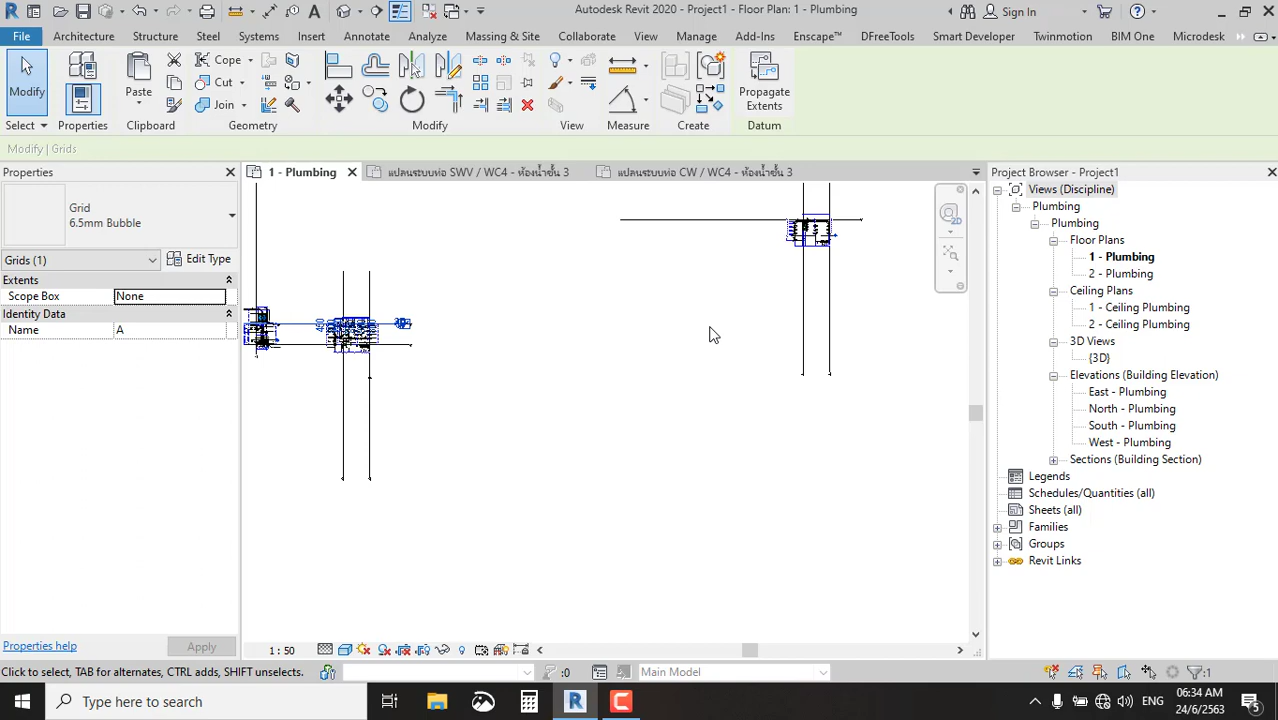 Autodesk Revit 2020 - Project1 - Floor Plan: 1 - Plumbing
Sign In
File Architecture Structure Steel Systems Insert Annotate Analyze Massing & Site Collaborate View Manage Add-Ins Enscape™ DFreeTools Smart Developer Twinmotion BIM One Microdesk
Modify
Paste
Cope
Cut
Join
Propagate Extents
Select Properties Clipboard Geometry Modify View Measure Create Datum
Modify | Grids
Properties
1 - Plumbing
แปลนระบบท่อ SWV / WC4 - ห้องน้ำชั้น 3
แปลนระบบท่อ CW / WC4 - ห้องน้ำชั้น 3
Project Browser - Project1
Grid
6.5mm Bubble
Grids (1)
Edit Type
Extents
Scope Box None
Identity Data
Name A
2D
Views (Discipline)
Plumbing
Plumbing
Floor Plans
1 - Plumbing
2 - Plumbing
Ceiling Plans
1 - Ceiling Plumbing
2 - Ceiling Plumbing
3D Views
{3D}
Elevations (Building Elevation)
East - Plumbing
North - Plumbing
South - Plumbing
West - Plumbing
Sections (Building Section)
Legends
Schedules/Quantities (all)
Sheets (all)
Families
Groups
Revit Links
Properties help
Apply
1 : 50
Click to select, TAB for alternates, CTRL adds, SHIFT unselects.
:0
Main Model
:1
Type here to search
ENG
06:34 AM
24/6/2563
5